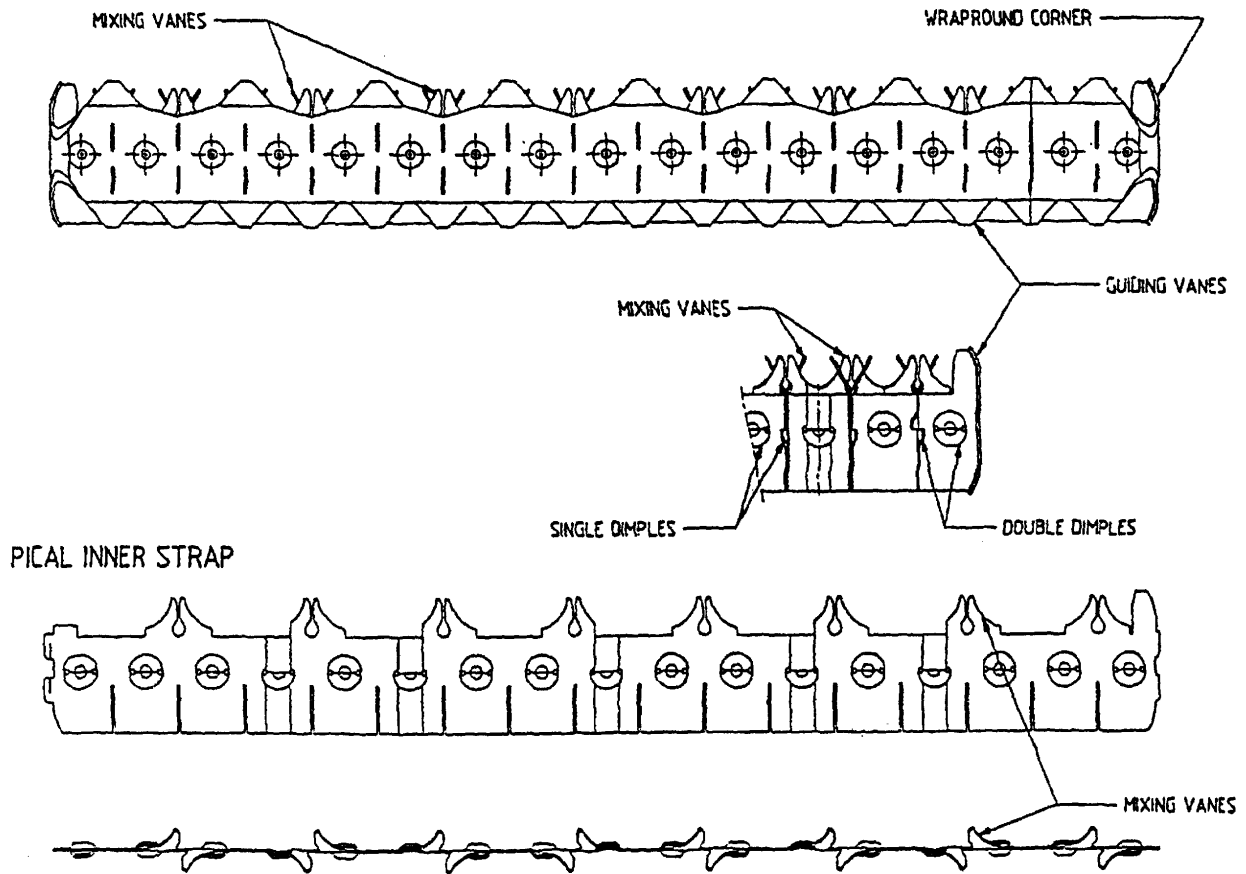 MIXING VANES
WRAPROUND CORNER
GUIDING VANES
MIXING VANES
SINGLE DIMPLES
DOUBLE DIMPLES
PICAL INNER STRAP
MIXING VANES